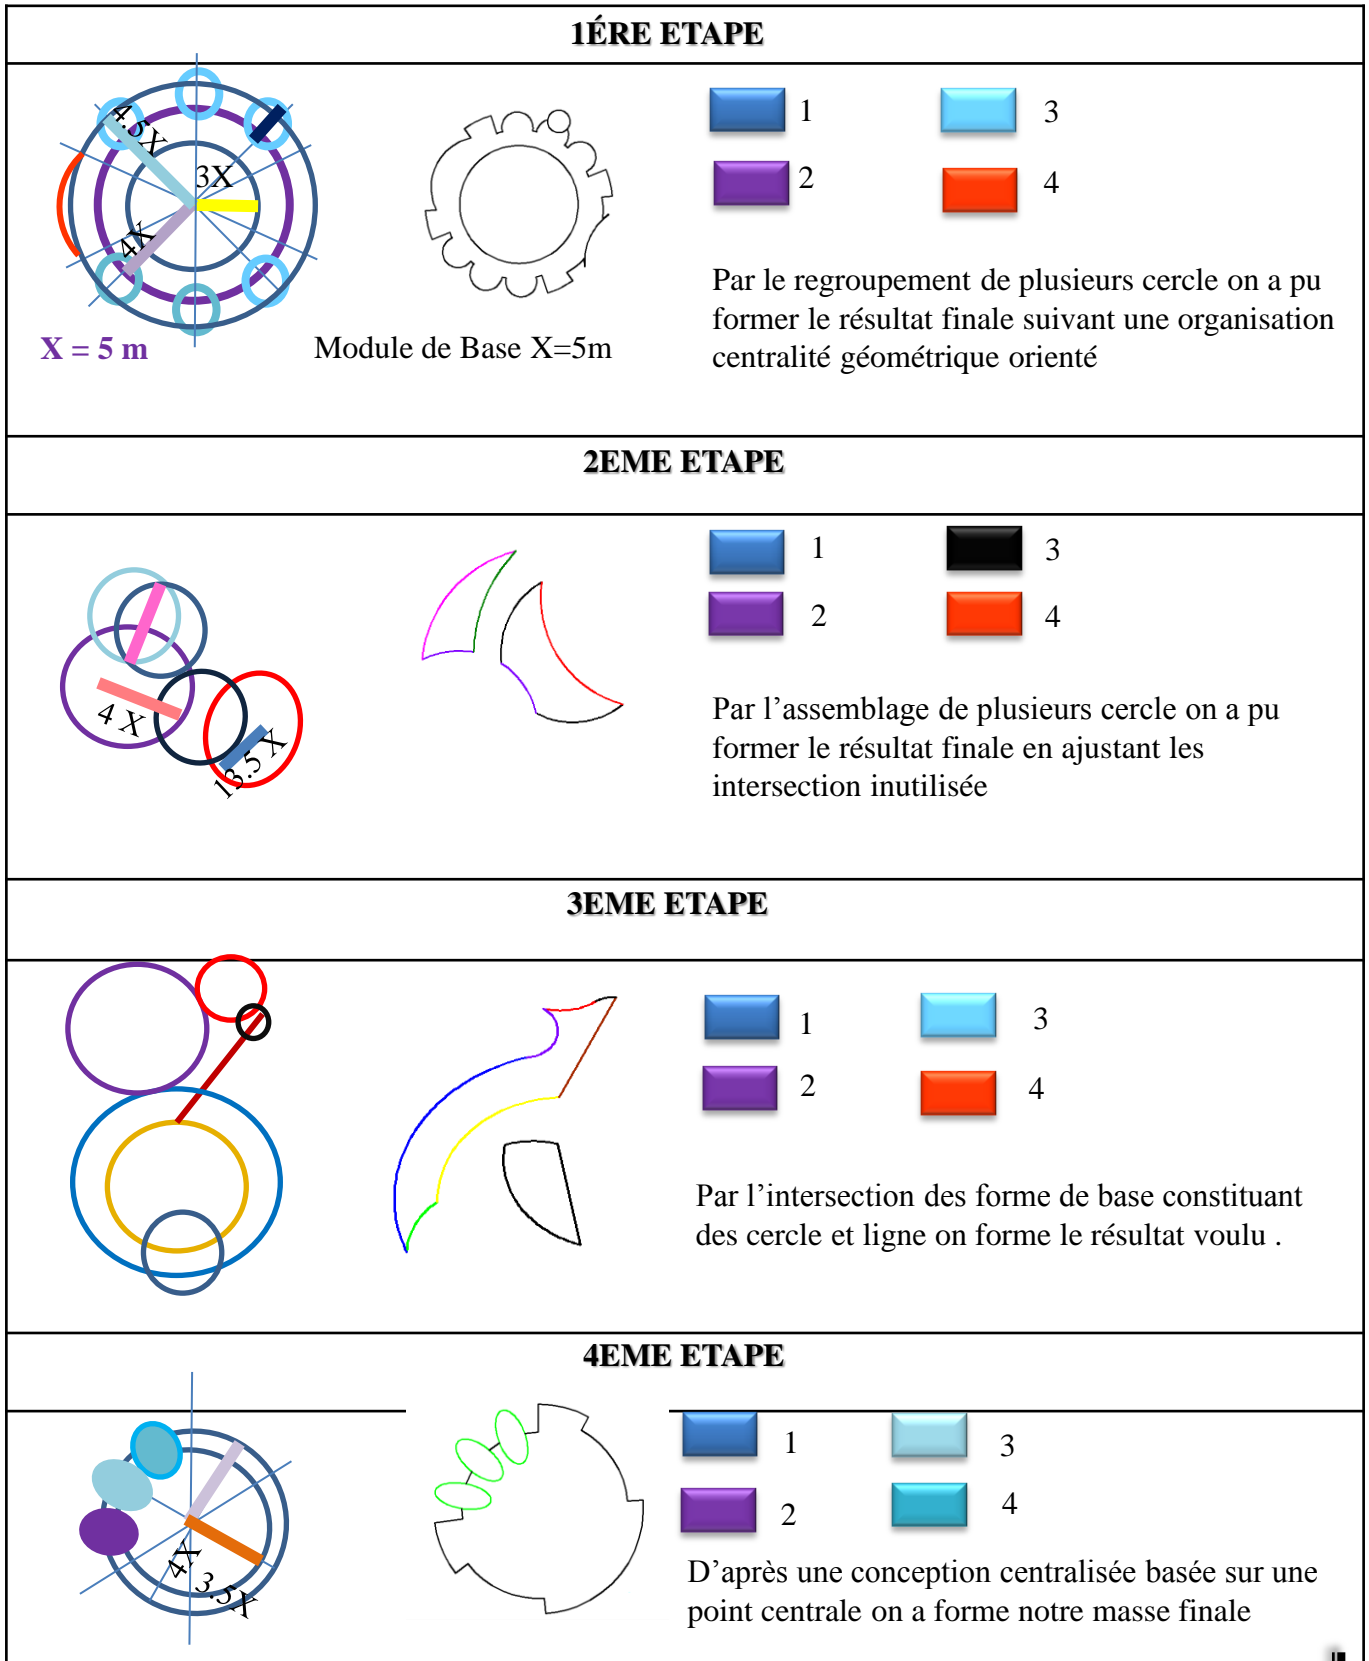 1ÉRE ETAPE
4.5X
3X
4X
X = 5 m
Module de Base X=5m
1
3
2
4
Par le regroupement de plusieurs cercle on a pu
former le résultat finale suivant une organisation
centralité géométrique orienté
2EME ETAPE
4 X
13.5 X
1
3
2
4
Par l’assemblage de plusieurs cercle on a pu
former le résultat finale en ajustant les
intersection inutilisée
3EME ETAPE
1
3
2
4
Par l’intersection des forme de base constituant
des cercle et ligne on forme le résultat voulu .
4EME ETAPE
4X
3.5X
1
3
2
4
D’après une conception centralisée basée sur une
point centrale on a forme notre masse finale